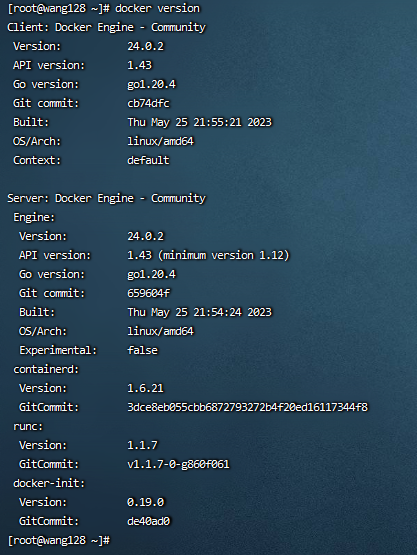 [root@wang128 ~]# docker version
Client: Docker Engine - Community
 Version:           24.0.2
 API version:       1.43
 Go version:        go1.20.4
 Git commit:        cb74dfc
 Built:             Thu May 25 21:55:21 2023
 OS/Arch:           linux/amd64
 Context:           default

Server: Docker Engine - Community
 Engine:
  Version:          24.0.2
  API version:      1.43 (minimum version 1.12)
  Go version:       go1.20.4
  Git commit:       659604f
  Built:            Thu May 25 21:54:24 2023
  OS/Arch:          linux/amd64
  Experimental:     false
 containerd:
  Version:          1.6.21
  GitCommit:        3dce8eb055cbb6872793272b4f20ed16117344f8
 runc:
  Version:          1.1.7
  GitCommit:        v1.1.7-0-g860f061
 docker-init:
  Version:          0.19.0
  GitCommit:        de40ad0
[root@wang128 ~]#